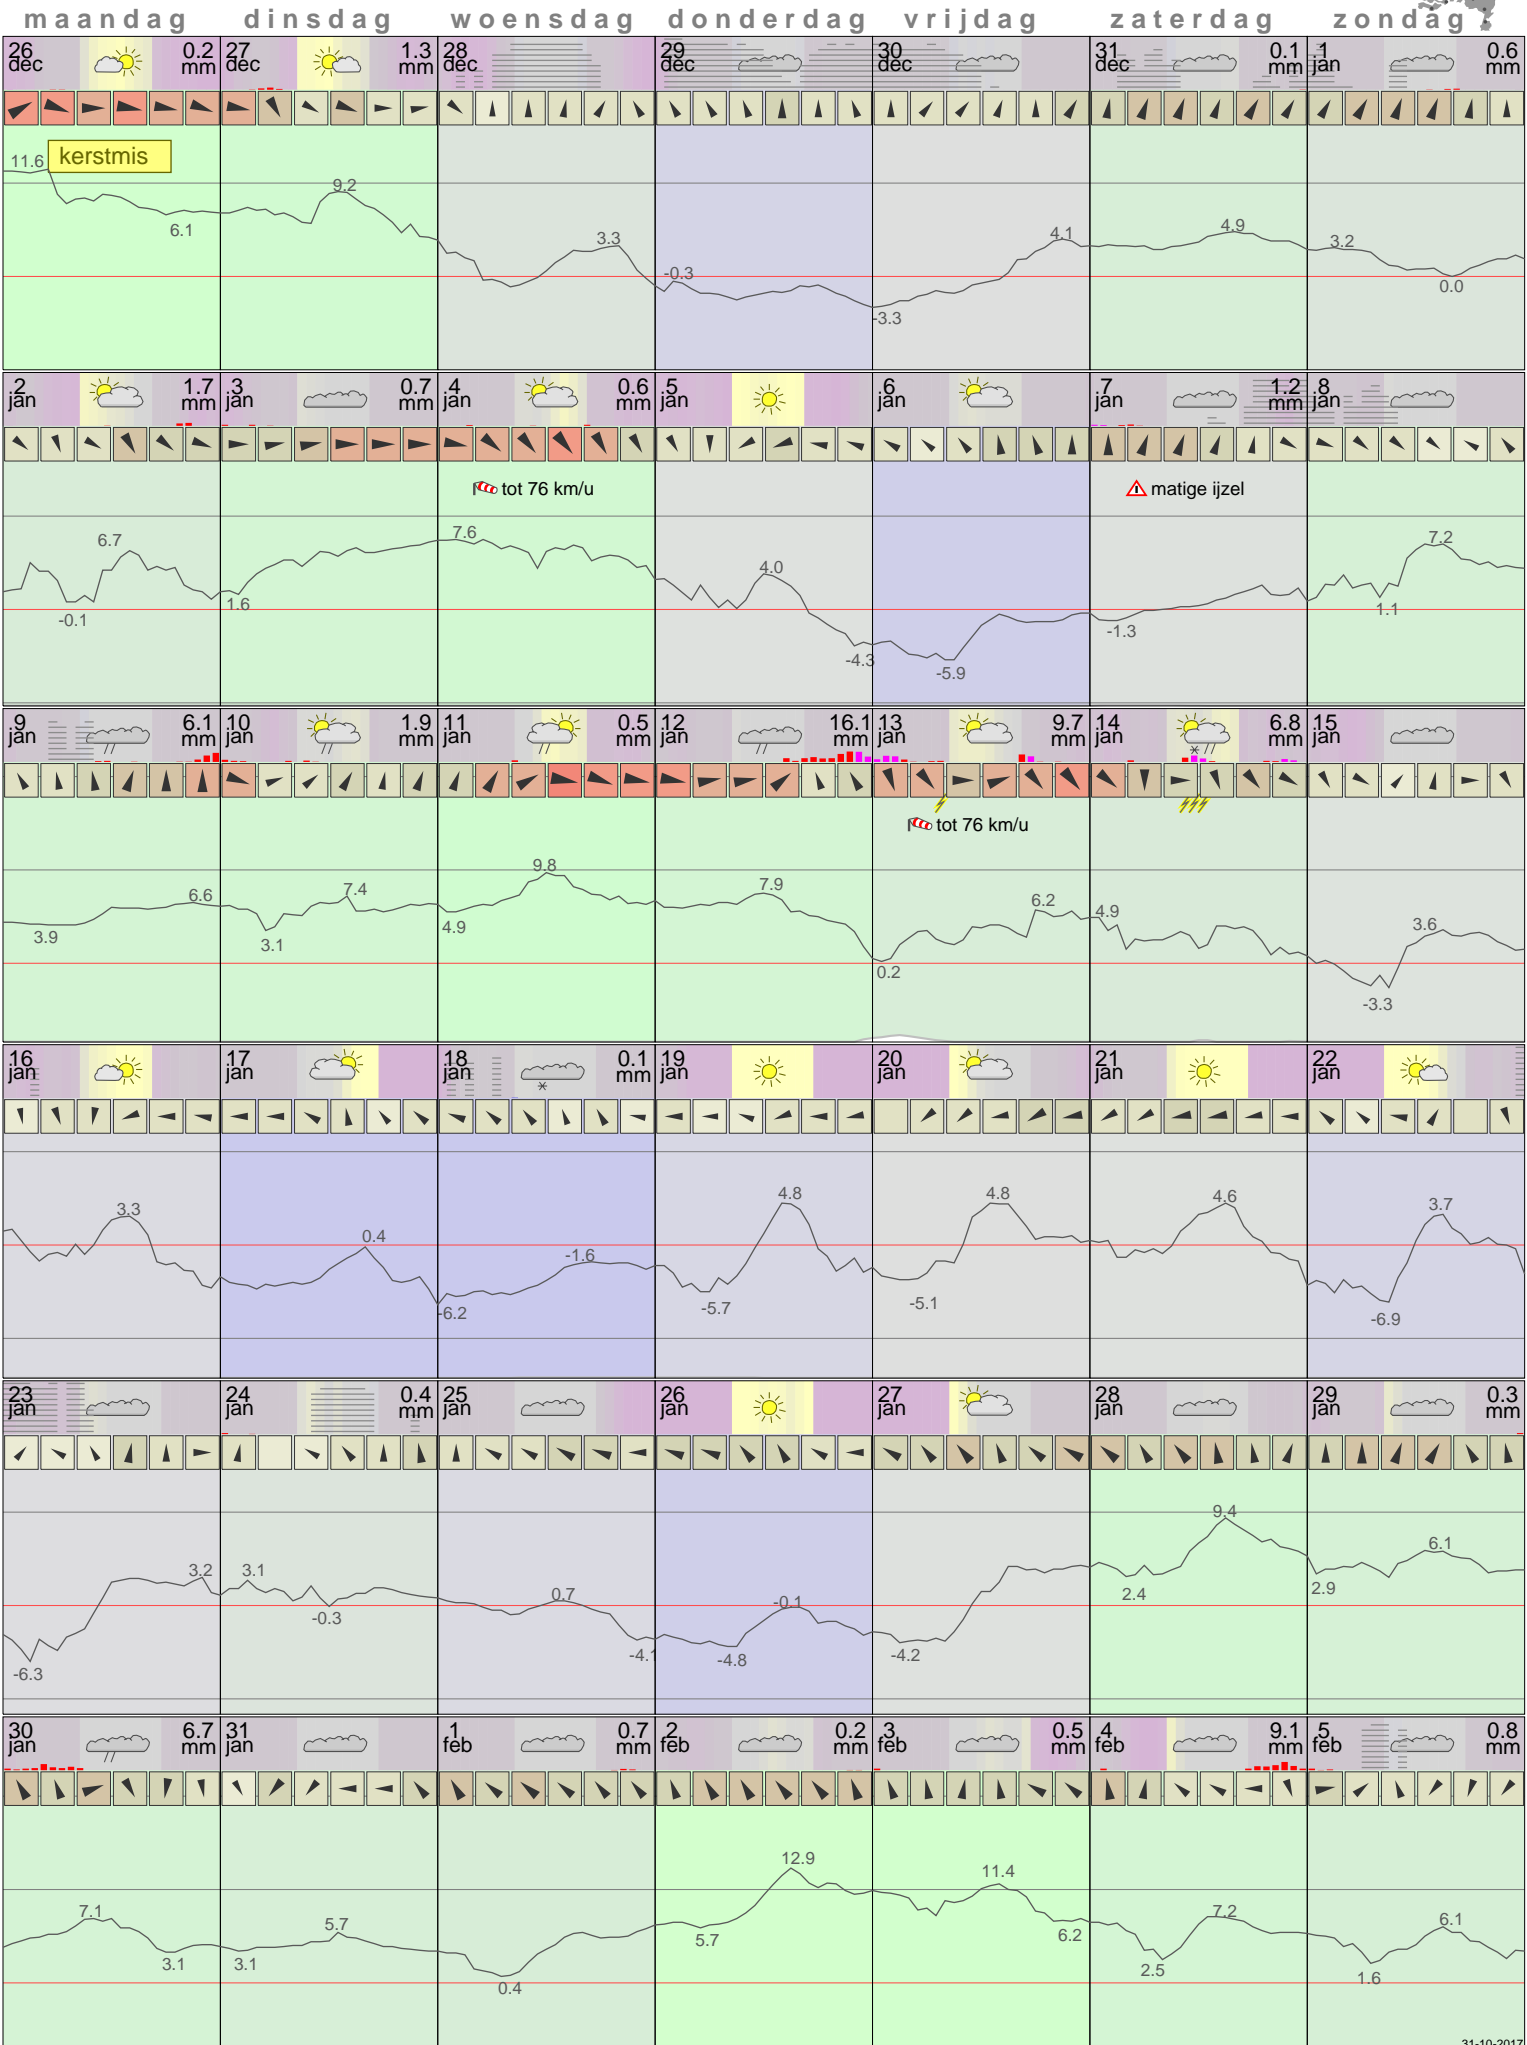 maandag dinsdag woensdag donderdag vrijdag zaterdag zondag
26 dec 0.2 mm 27 dec 1.3 mm 28 dec 29 dec 30 dec 31 dec 0.1 mm 1 jan 0.6 mm
kerstmis
11.6 6.1 9.2 3.3 -0.3 -3.3 4.1 4.9 3.2 0.0
2 jan 1.7 mm 3 jan 0.7 mm 4 jan 0.6 mm 5 jan 6 jan 7 jan 1.2 mm 8 jan
tot 76 km/u matige ijzel
6.7 -0.1 1.6 7.6 4.0 -4.3 -5.9 -1.3 7.2 1.1
9 jan 6.1 mm 10 jan 1.9 mm 11 jan 0.5 mm 12 jan 16.1 mm 13 jan 9.7 mm 14 jan 6.8 mm 15 jan
tot 76 km/u
3.9 6.6 3.1 7.4 4.9 9.8 7.9 0.2 6.2 4.9 3.6 -3.3
16 jan 17 jan 18 jan 0.1 mm 19 jan 20 jan 21 jan 22 jan
3.3 0.4 -6.2 -1.6 -5.7 4.8 -5.1 4.8 4.6 3.7 -6.9
23 jan 24 jan 0.4 mm 25 jan 26 jan 27 jan 28 jan 29 jan 0.3 mm
-6.3 3.2 3.1 -0.3 0.7 -4.1 -4.8 -0.1 -4.2 2.4 9.4 2.9 6.1
30 jan 6.7 mm 31 jan 1 feb 0.7 mm 2 feb 0.2 mm 3 feb 0.5 mm 4 feb 9.1 mm 5 feb 0.8 mm
7.1 3.1 3.1 5.7 0.4 5.7 12.9 11.4 6.2 2.5 7.2 1.6 6.1
31-10-2017